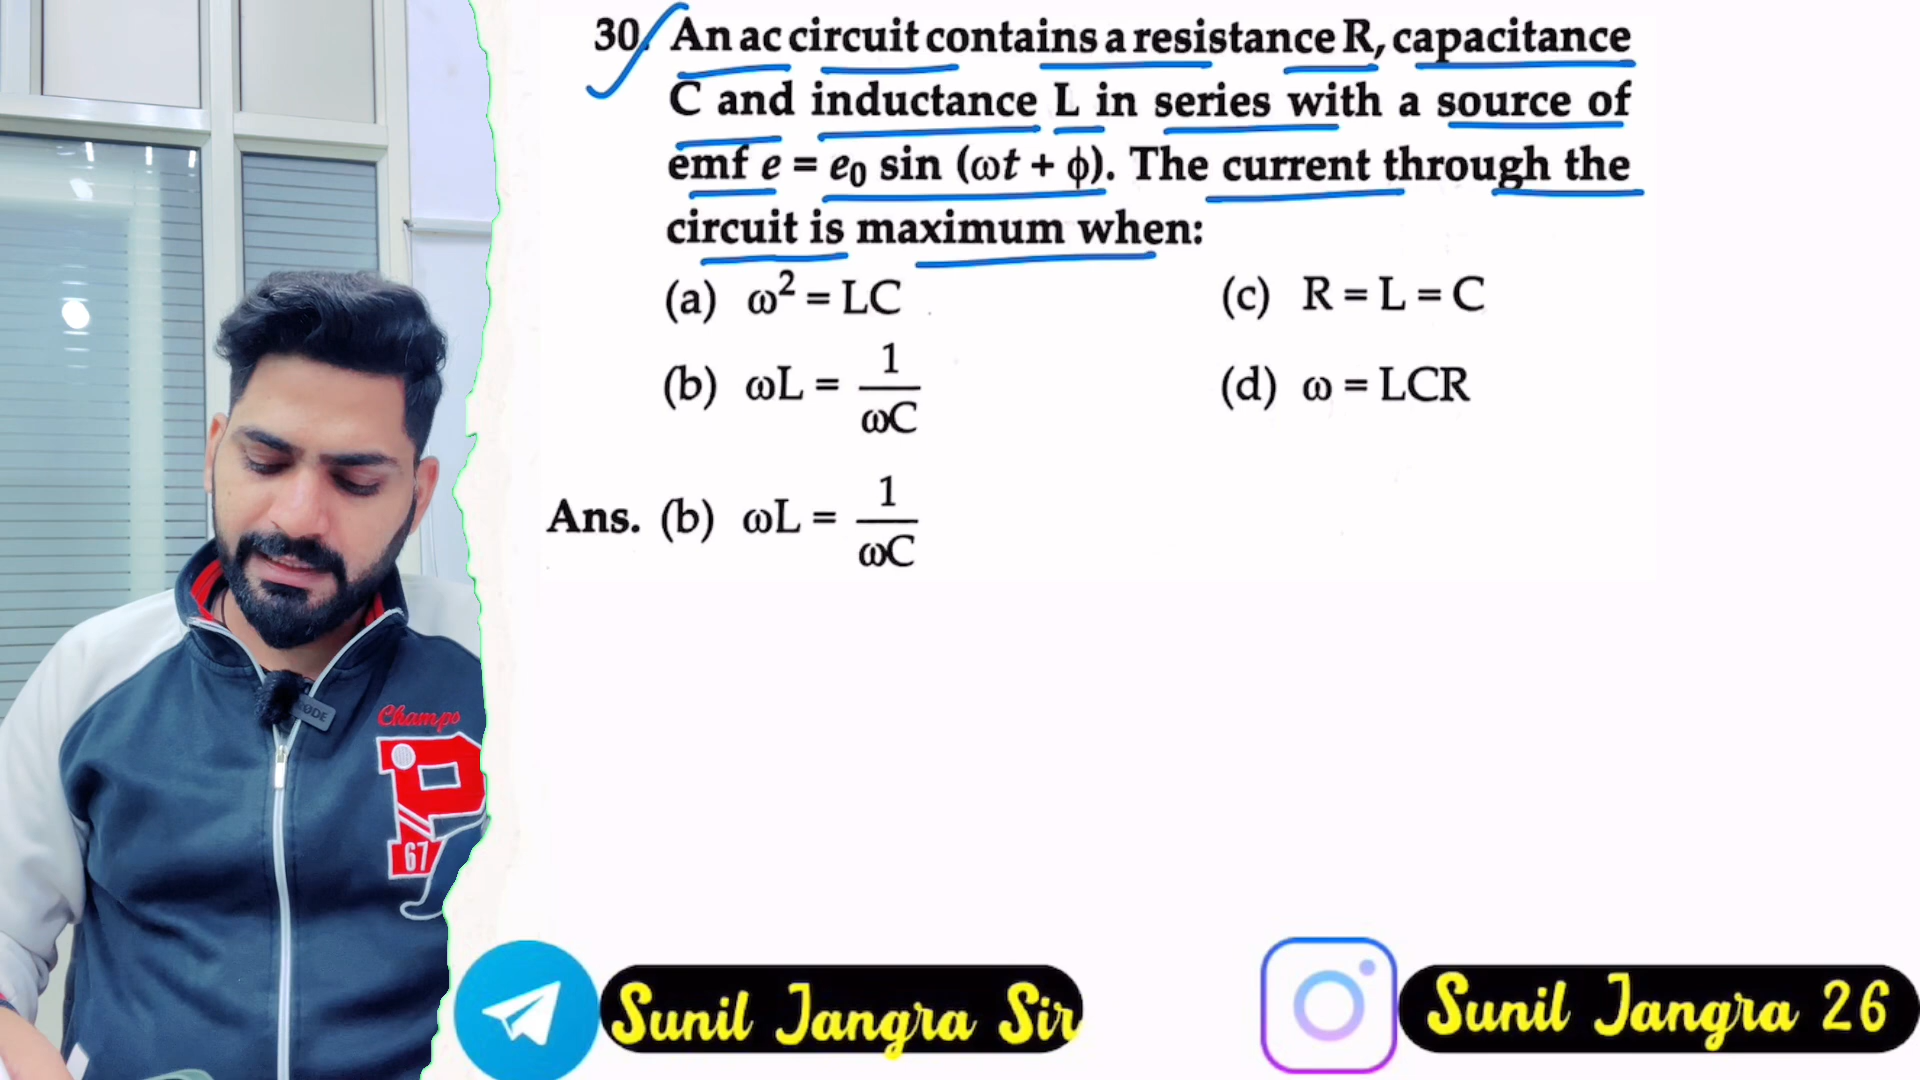 30. An ac circuit contains a resistance R, capacitance
C and inductance L in series with a source of
emf e = e₀ sin (ωt + ϕ). The current through the
circuit is maximum when:
(a) ω² = LC (c) R = L = C
(b) ωL = 1/ωC (d) ω = LCR
Ans. (b) ωL = 1/ωC
Champo
67
Sunil Jangra Sir
Sunil Jangra 26